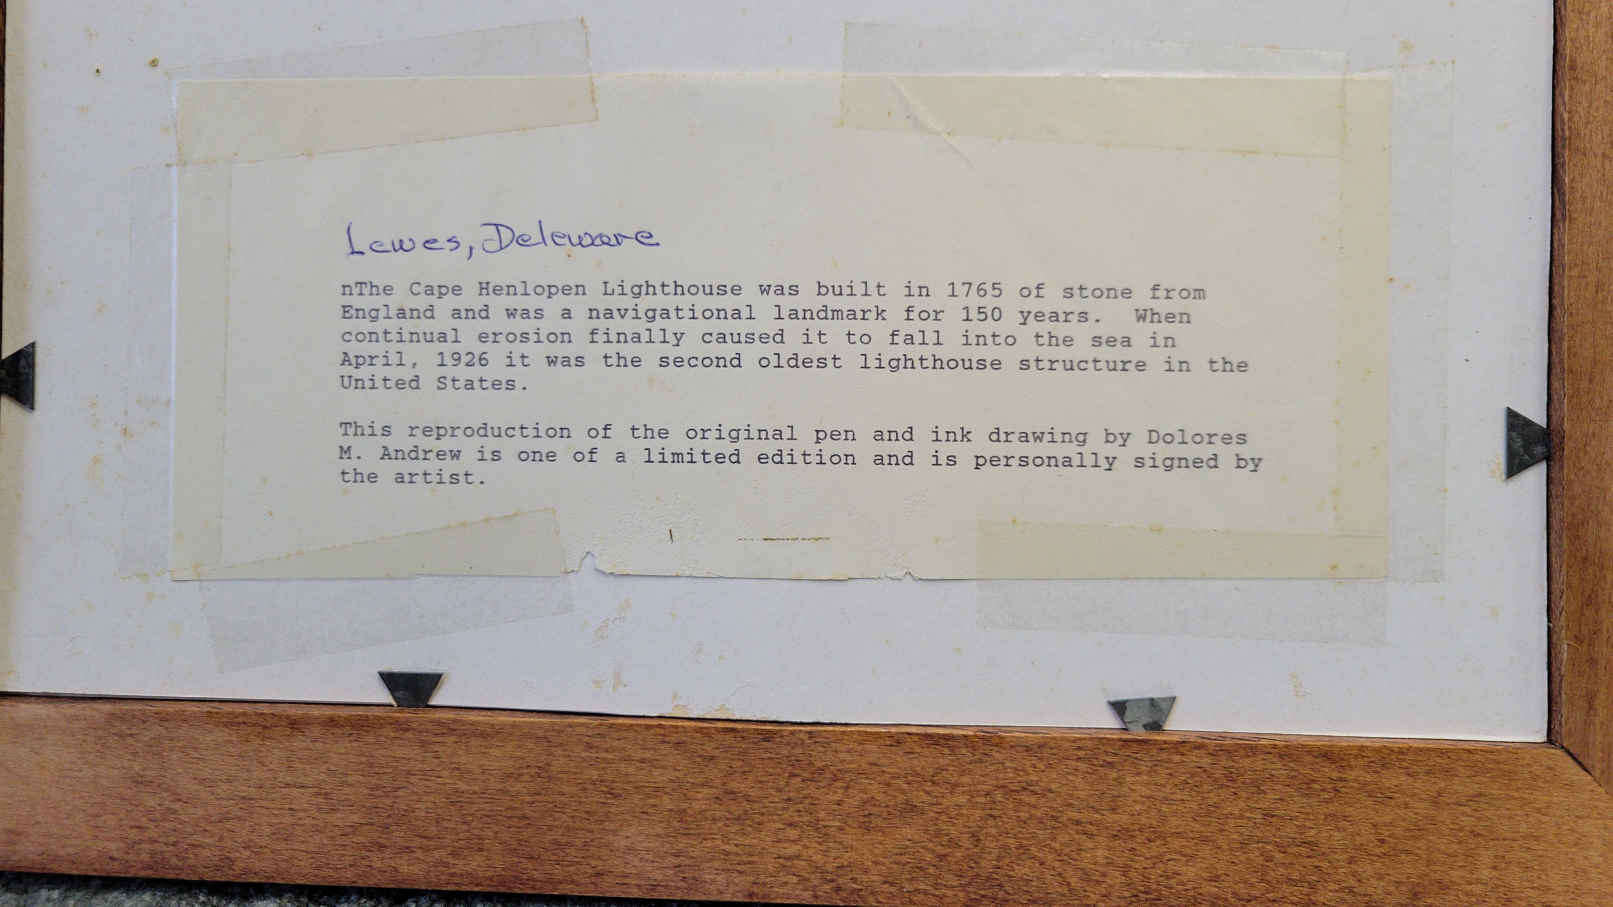 Lewes, Deleware
nThe Cape Henlopen Lighthouse was built in 1765 of stone from
England and was a navigational landmark for 150 years.  When
continual erosion finally caused it to fall into the sea in
April, 1926 it was the second oldest lighthouse structure in the
United States.
This reproduction of the original pen and ink drawing by Dolores
M. Andrew is one of a limited edition and is personally signed by
the artist.